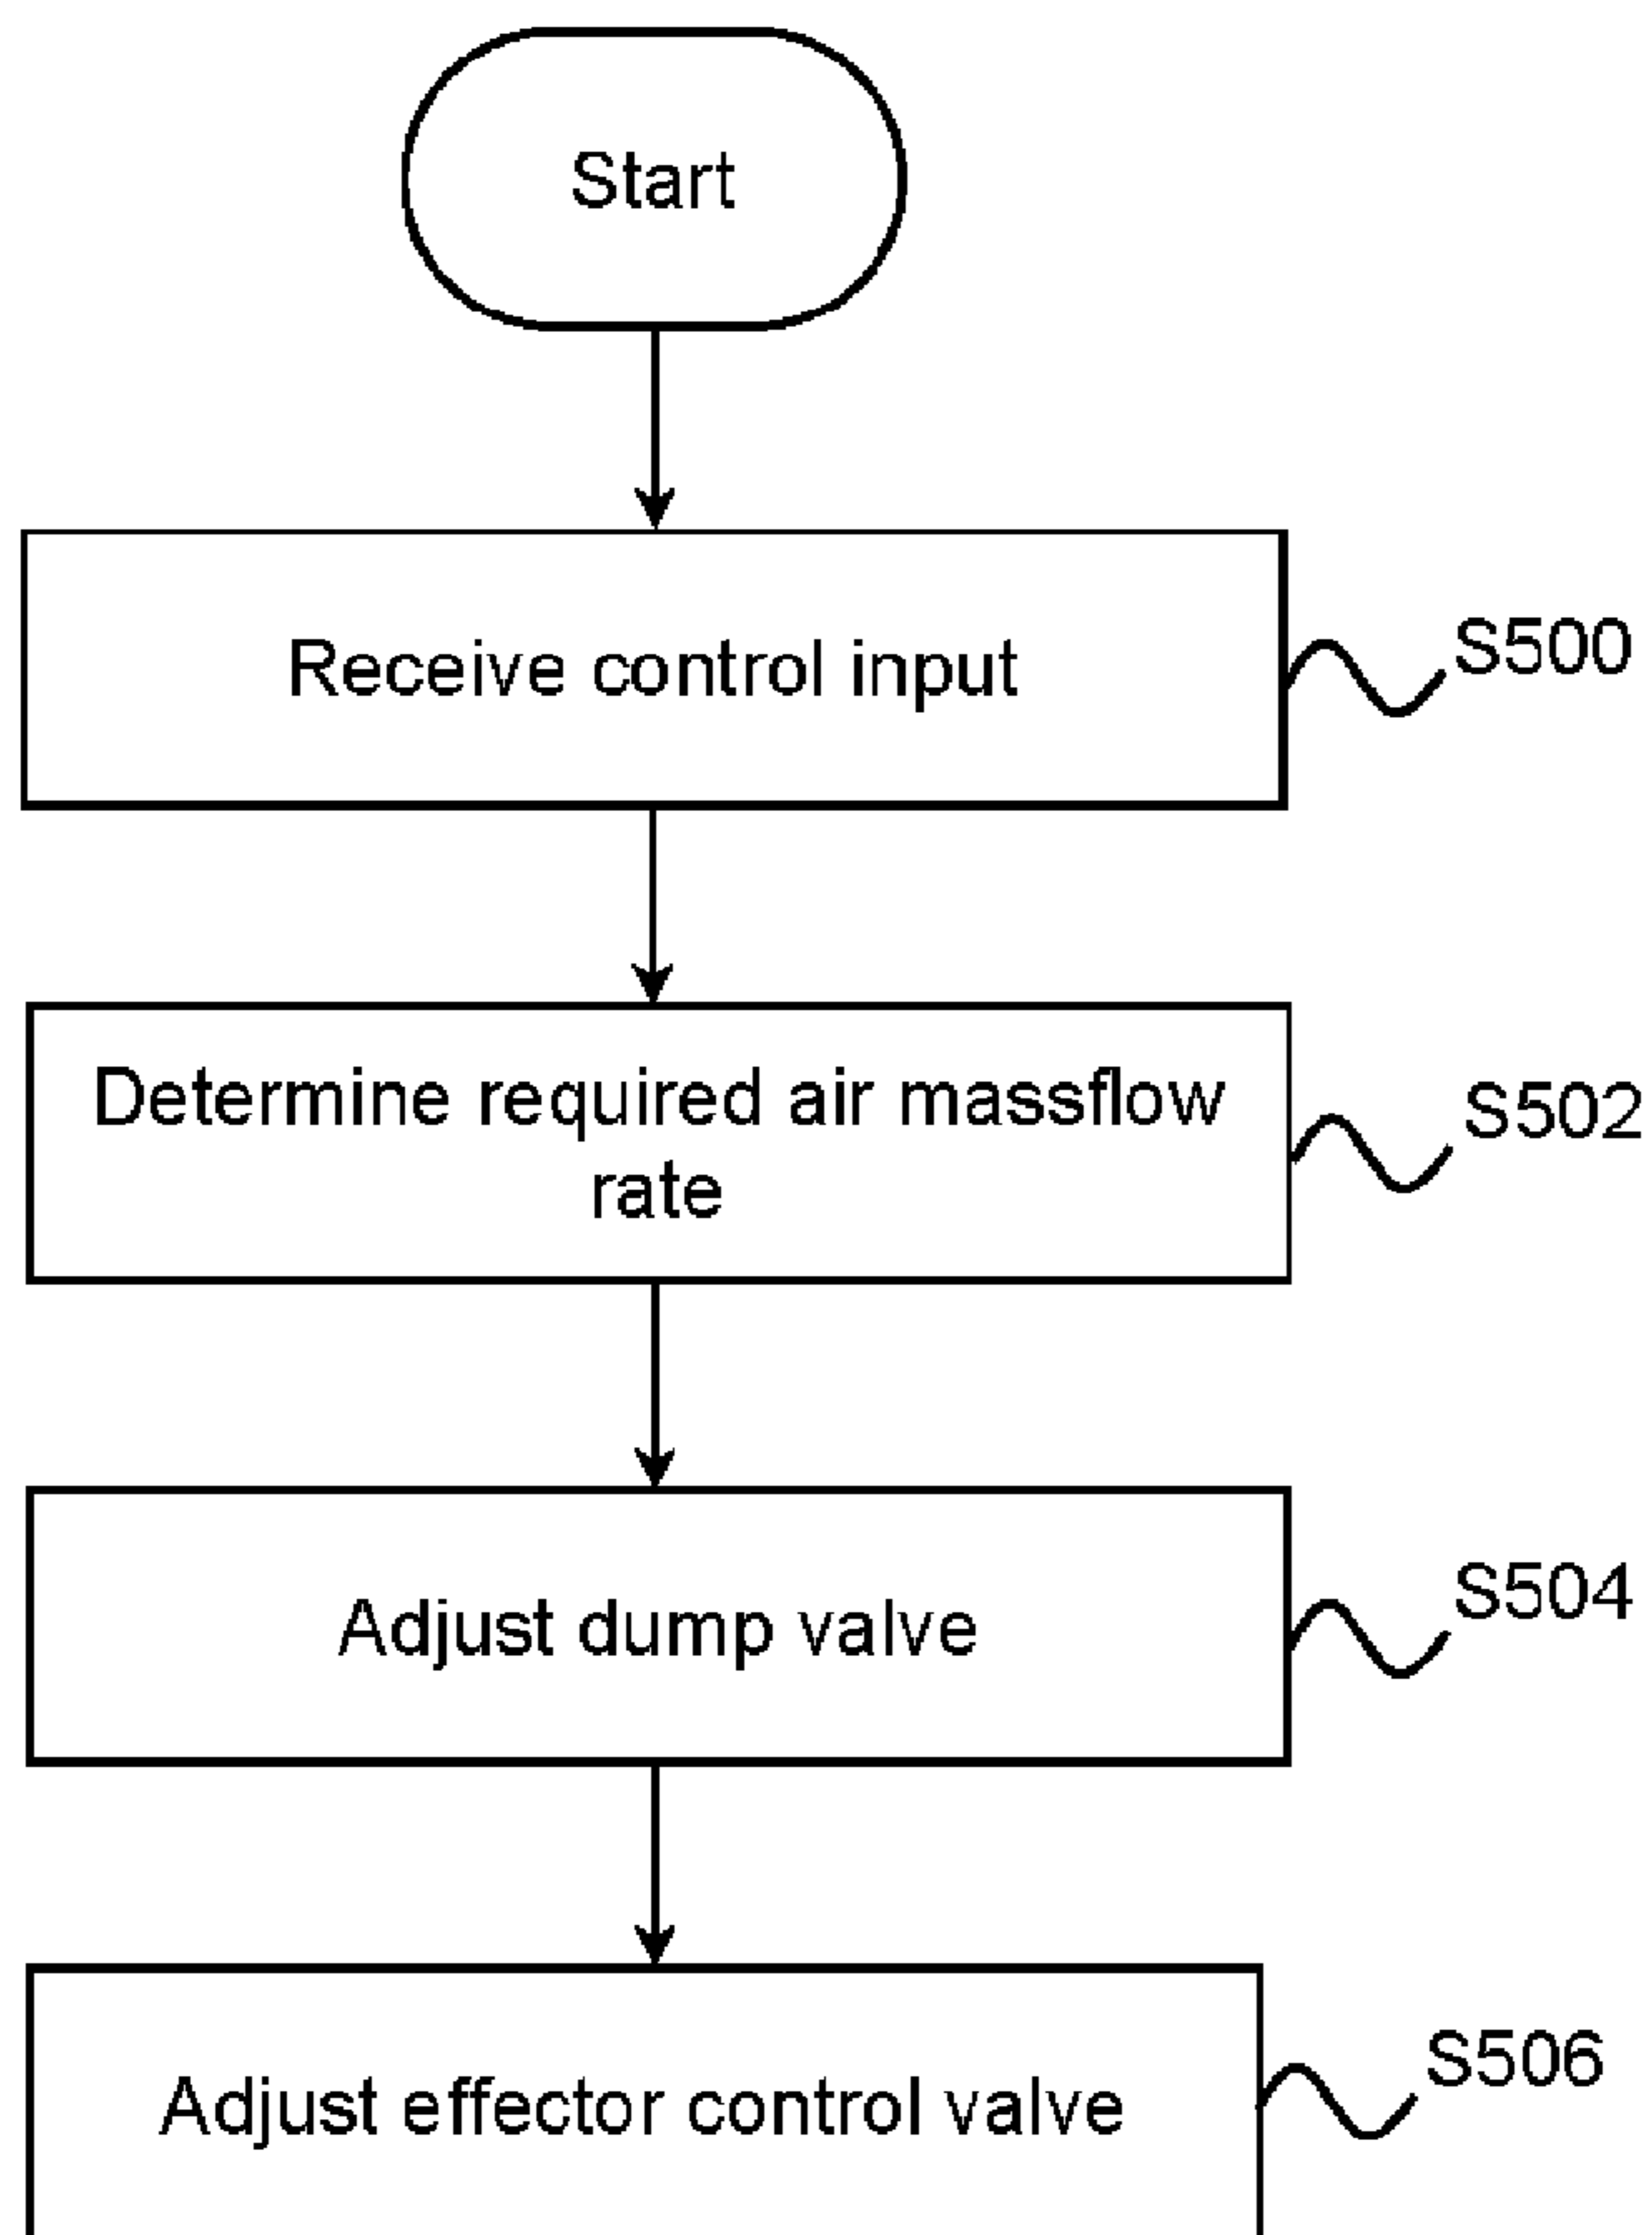 Start
Receive control input
S500
Determine required air massflow
rate
S502
Adjust dump valve
S504
Adjust effector control valve
S506